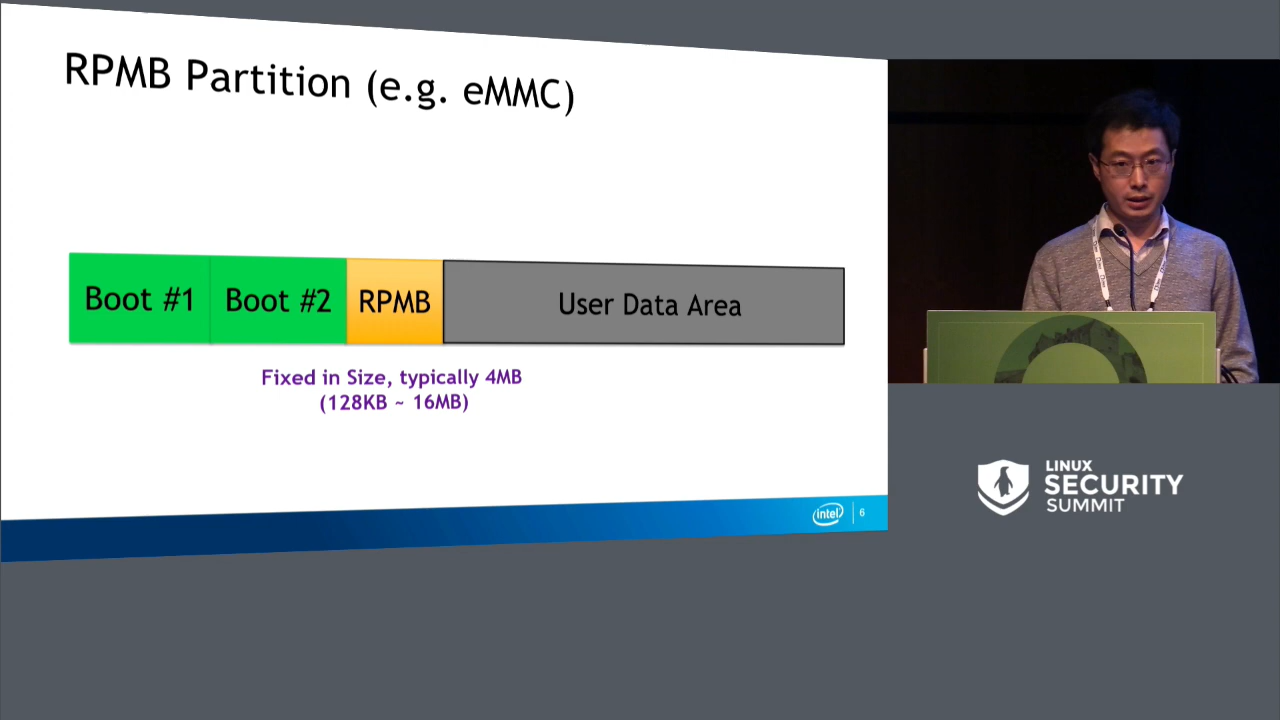 RPMB Partition (e.g. eMMC)
Boot #1
Boot #2
RPMB
User Data Area
Fixed in Size, typically 4MB
(128KB ~ 16MB)
intel
6
LINUX
SECURITY
SUMMIT